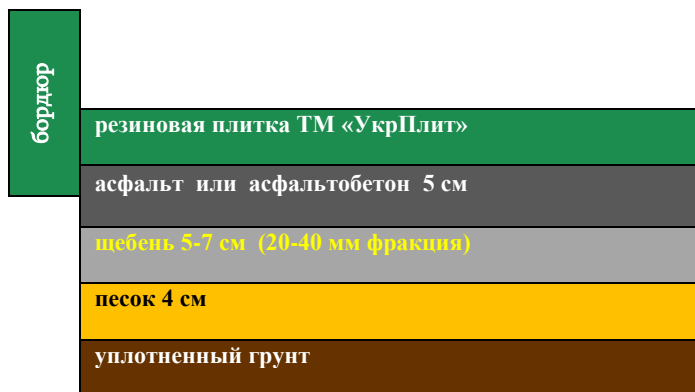 бордюр
резиновая плитка ТМ «УкрПлит»
асфальт или асфальтобетон 5 см
щебень 5-7 см (20-40 мм фракция)
песок 4 см
уплотненный грунт